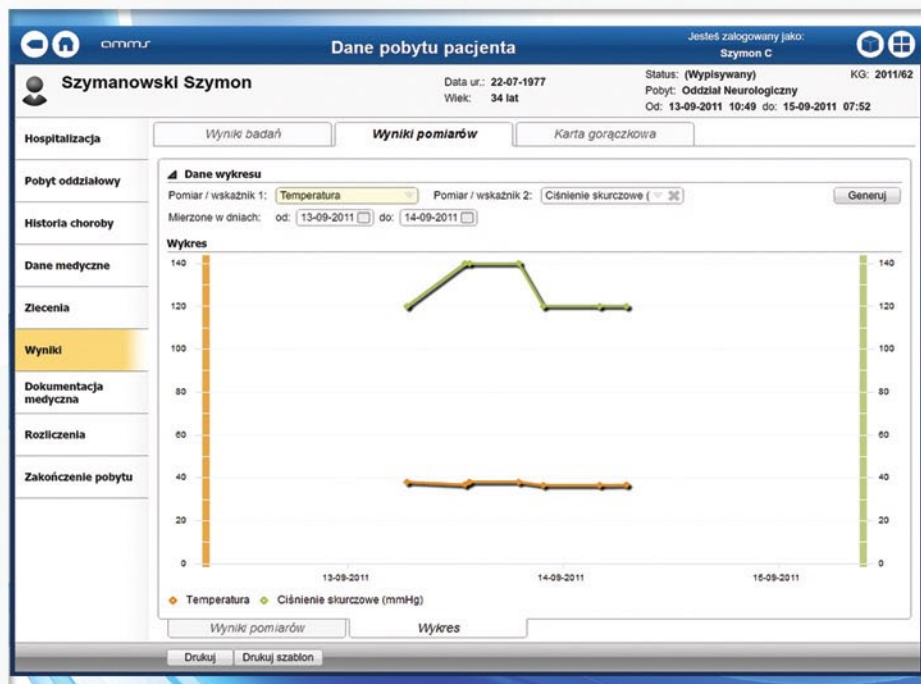 ammr
Dane pobytu pacjenta
Jesteś zalogowany jako:
Szymon C
Szymanowski Szymon
Data ur.: 22-07-1977
Wiek: 34 lat
Status: (Wypisywany)
KG: 2011/62
Pobyt: Oddział Neurologiczny
Od: 13-09-2011 10:49 do: 15-09-2011 07:52
Hospitalizacja
Pobyt oddziałowy
Historia choroby
Dane medyczne
Zlecenia
Wyniki
Dokumentacja
medyczna
Rozliczenia
Zakończenie pobytu
Wyniki badań
Wyniki pomiarów
Karta gorączkowa
Dane wykresu
Pomiar / wskaźnik 1: Temperatura Pomiar / wskaźnik 2: Ciśnienie skurczowe ( Generuj
Mierzone w dniach: od: 13-09-2011 do: 14-09-2011
Wykres
140 140
120 120
100 100
80 80
60 60
40 40
20 20
0 0
13-09-2011 14-09-2011 15-09-2011
Temperatura Ciśnienie skurczowe (mmHg)
Wyniki pomiarów Wykres
Drukuj Drukuj szablon